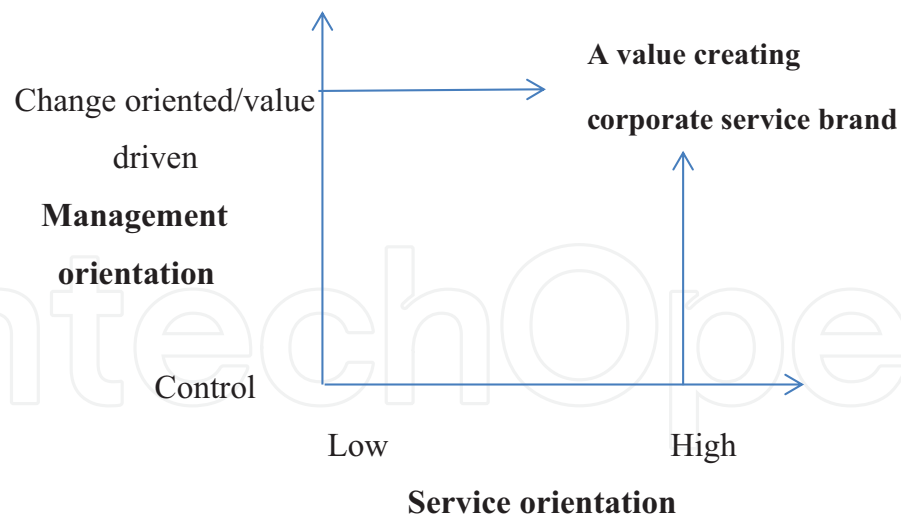 A value creating
corporate service brand
Change oriented/value
driven
Management
orientation
Control
Low
High
Service orientation